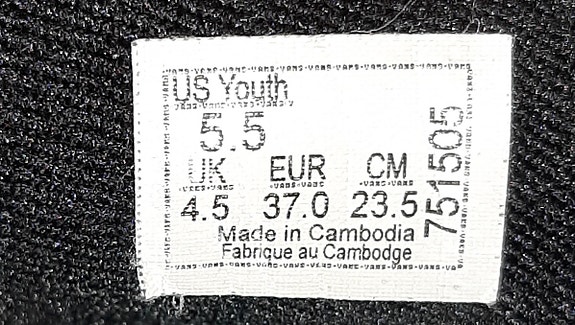 US Youth
5.5
UK EUR CM
4.5 37.0 23.5
Made in Cambodia
Fabrique au Cambodge
751505